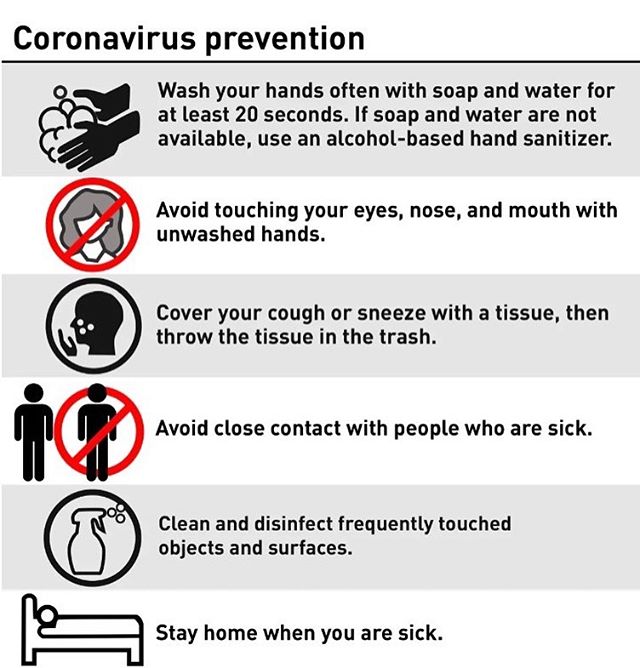 Coronavirus prevention
Wash your hands often with soap and water for
at least 20 seconds. If soap and water are not
available, use an alcohol-based hand sanitizer.
Avoid touching your eyes, nose, and mouth with
unwashed hands.
Cover your cough or sneeze with a tissue, then
throw the tissue in the trash.
Avoid close contact with people who are sick.
Clean and disinfect frequently touched
objects and surfaces.
Stay home when you are sick.